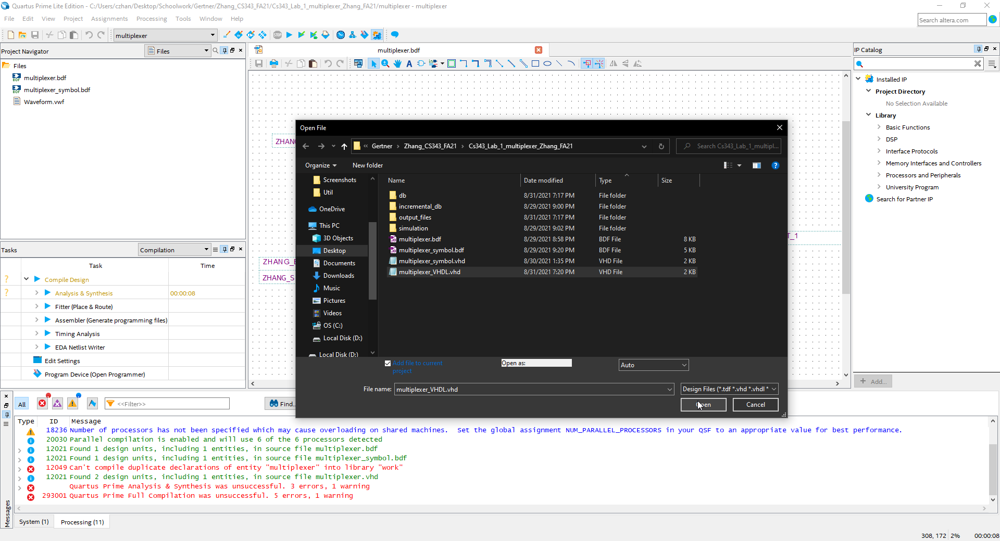 Quartus Prime Lite Edition - C:/Users/czhan/Desktop/Schoolwork/Gertner/Zhang_CS343_FA21/Cs343_Lab_1_multiplexer_Zhang_FA21/multiplexer - multiplexer
File Edit View Project Assignments Processing Tools Window Help
Search altera.com
multiplexer
STOP
Project Navigator
Files
multiplexer.bdf
IP Catalog
Files
multiplexer.bdf
multiplexer_symbol.bdf
Waveform.vwf
Installed IP
Project Directory
No Selection Available
Library
Basic Functions
DSP
Interface Protocols
Memory Interfaces and Controllers
Processors and Peripherals
University Program
Search for Partner IP
Add...
ZHANG
ZHANG_
ZHANG_S
T_1
Open File
« Gertner › Zhang_CS343_FA21 › Cs343_Lab_1_multiplexer_Zhang_FA21
Search Cs343_Lab_1_multipl...
Organize
New folder
Screenshots
Util
OneDrive
This PC
3D Objects
Desktop
Documents
Downloads
Music
Pictures
Videos
OS (C:)
Local Disk (D:)
Local Disk (D:)
Name Date modified Type Size
db 8/31/2021 7:17 PM File folder
incremental_db 8/29/2021 9:00 PM File folder
output_files 8/31/2021 7:17 PM File folder
simulation 8/29/2021 9:02 PM File folder
multiplexer.bdf 8/29/2021 8:58 PM BDF File 8 KB
multiplexer_symbol.bdf 8/29/2021 9:20 PM BDF File 5 KB
multiplexer_symbol.vhd 8/30/2021 1:35 PM VHD File 2 KB
multiplexer_VHDL.vhd 8/31/2021 7:20 PM VHD File 2 KB
Add file to current
project
Open as:
Auto
File name: multiplexer_VHDL.vhd
Design Files (*.tdf *.vhd *.vhdl *
Open
Cancel
Tasks
Compilation
Task Time
Compile Design
Analysis & Synthesis 00:00:08
Fitter (Place & Route)
Assembler (Generate programming files)
Timing Analysis
EDA Netlist Writer
Edit Settings
Program Device (Open Programmer)
All
<<Filter>>
Find..
Type ID Message
18236 Number of processors has not been specified which may cause overloading on shared machines.  Set the global assignment NUM_PARALLEL_PROCESSORS in your QSF to an appropriate value for best performance.
20030 Parallel compilation is enabled and will use 6 of the 6 processors detected
12021 Found 1 design units, including 1 entities, in source file multiplexer.bdf
12021 Found 1 design units, including 1 entities, in source file multiplexer_symbol.bdf
12049 Can't compile duplicate declarations of entity "multiplexer" into library "work"
12021 Found 2 design units, including 1 entities, in source file multiplexer.vhd
Quartus Prime Analysis & Synthesis was unsuccessful. 3 errors, 1 warning
293001 Quartus Prime Full Compilation was unsuccessful. 5 errors, 1 warning
Messages
System (1)
Processing (11)
308, 172 2% 00:00:08